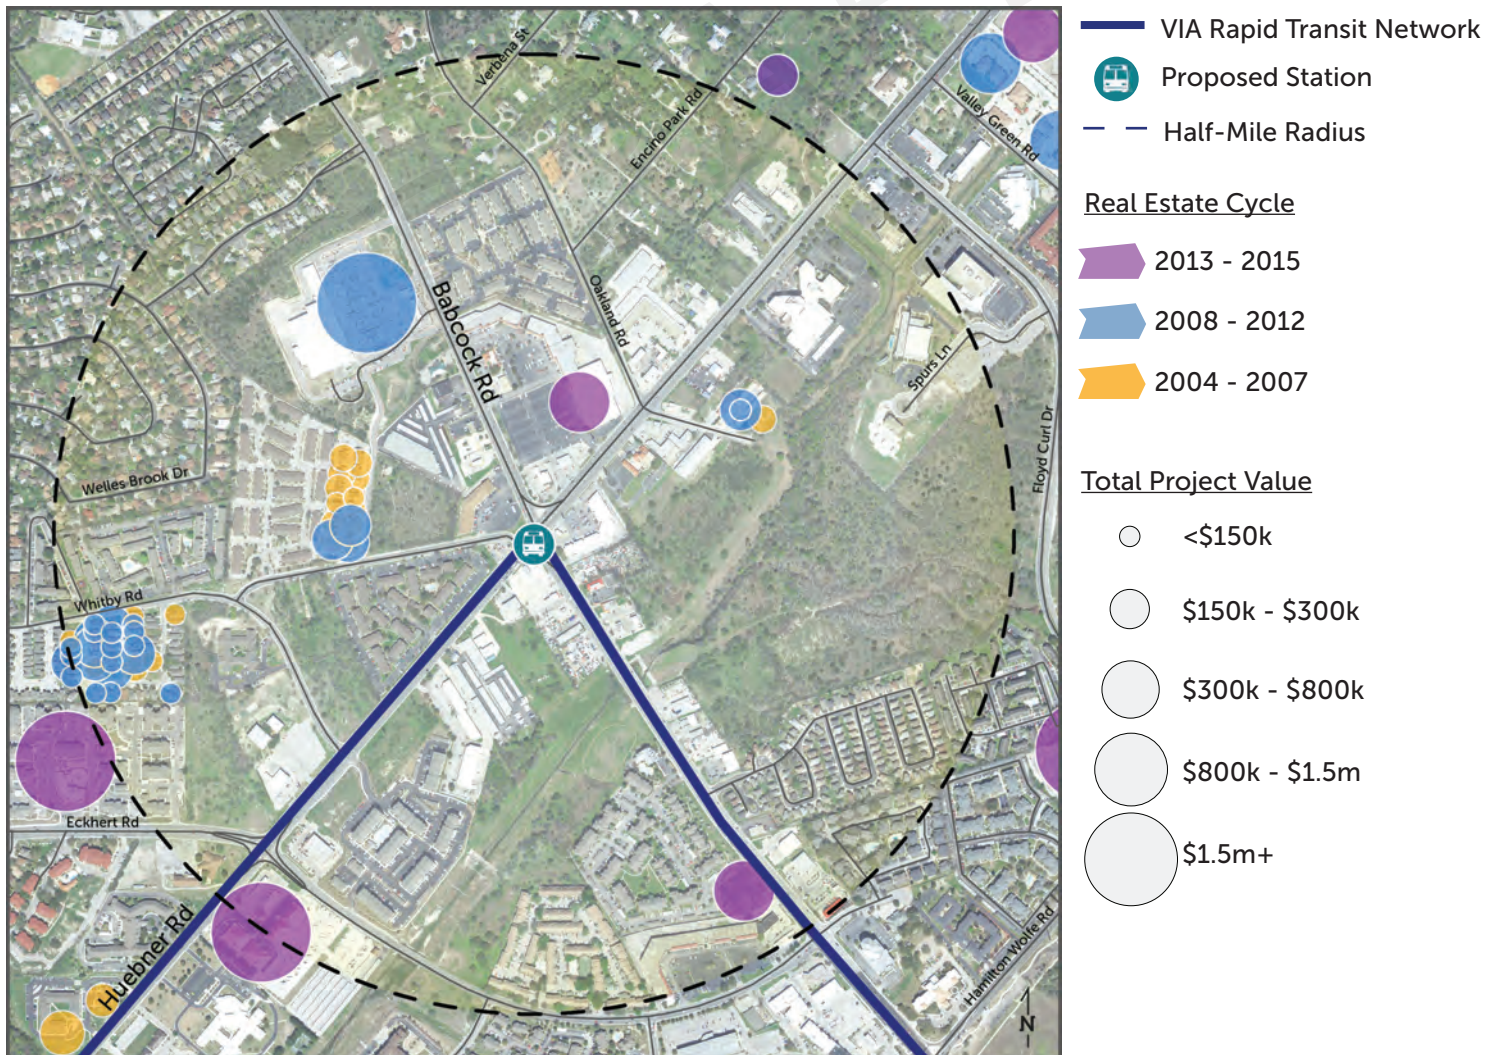 VIA Rapid Transit Network
Proposed Station
Half-Mile Radius
Real Estate Cycle
2013 - 2015
2008 - 2012
2004 - 2007
Total Project Value
<$150k
$150k - $300k
$300k - $800k
$800k - $1.5m
$1.5m+
Verbena St
Encino Park Rd
Valley Green Rd
Babcock Rd
Oakland Rd
Spurs Ln
Floyd Curl Dr
Welles Brook Dr
Whitby Rd
Eckhert Rd
Huebner Rd
Hamilton Wolfe Rd
N